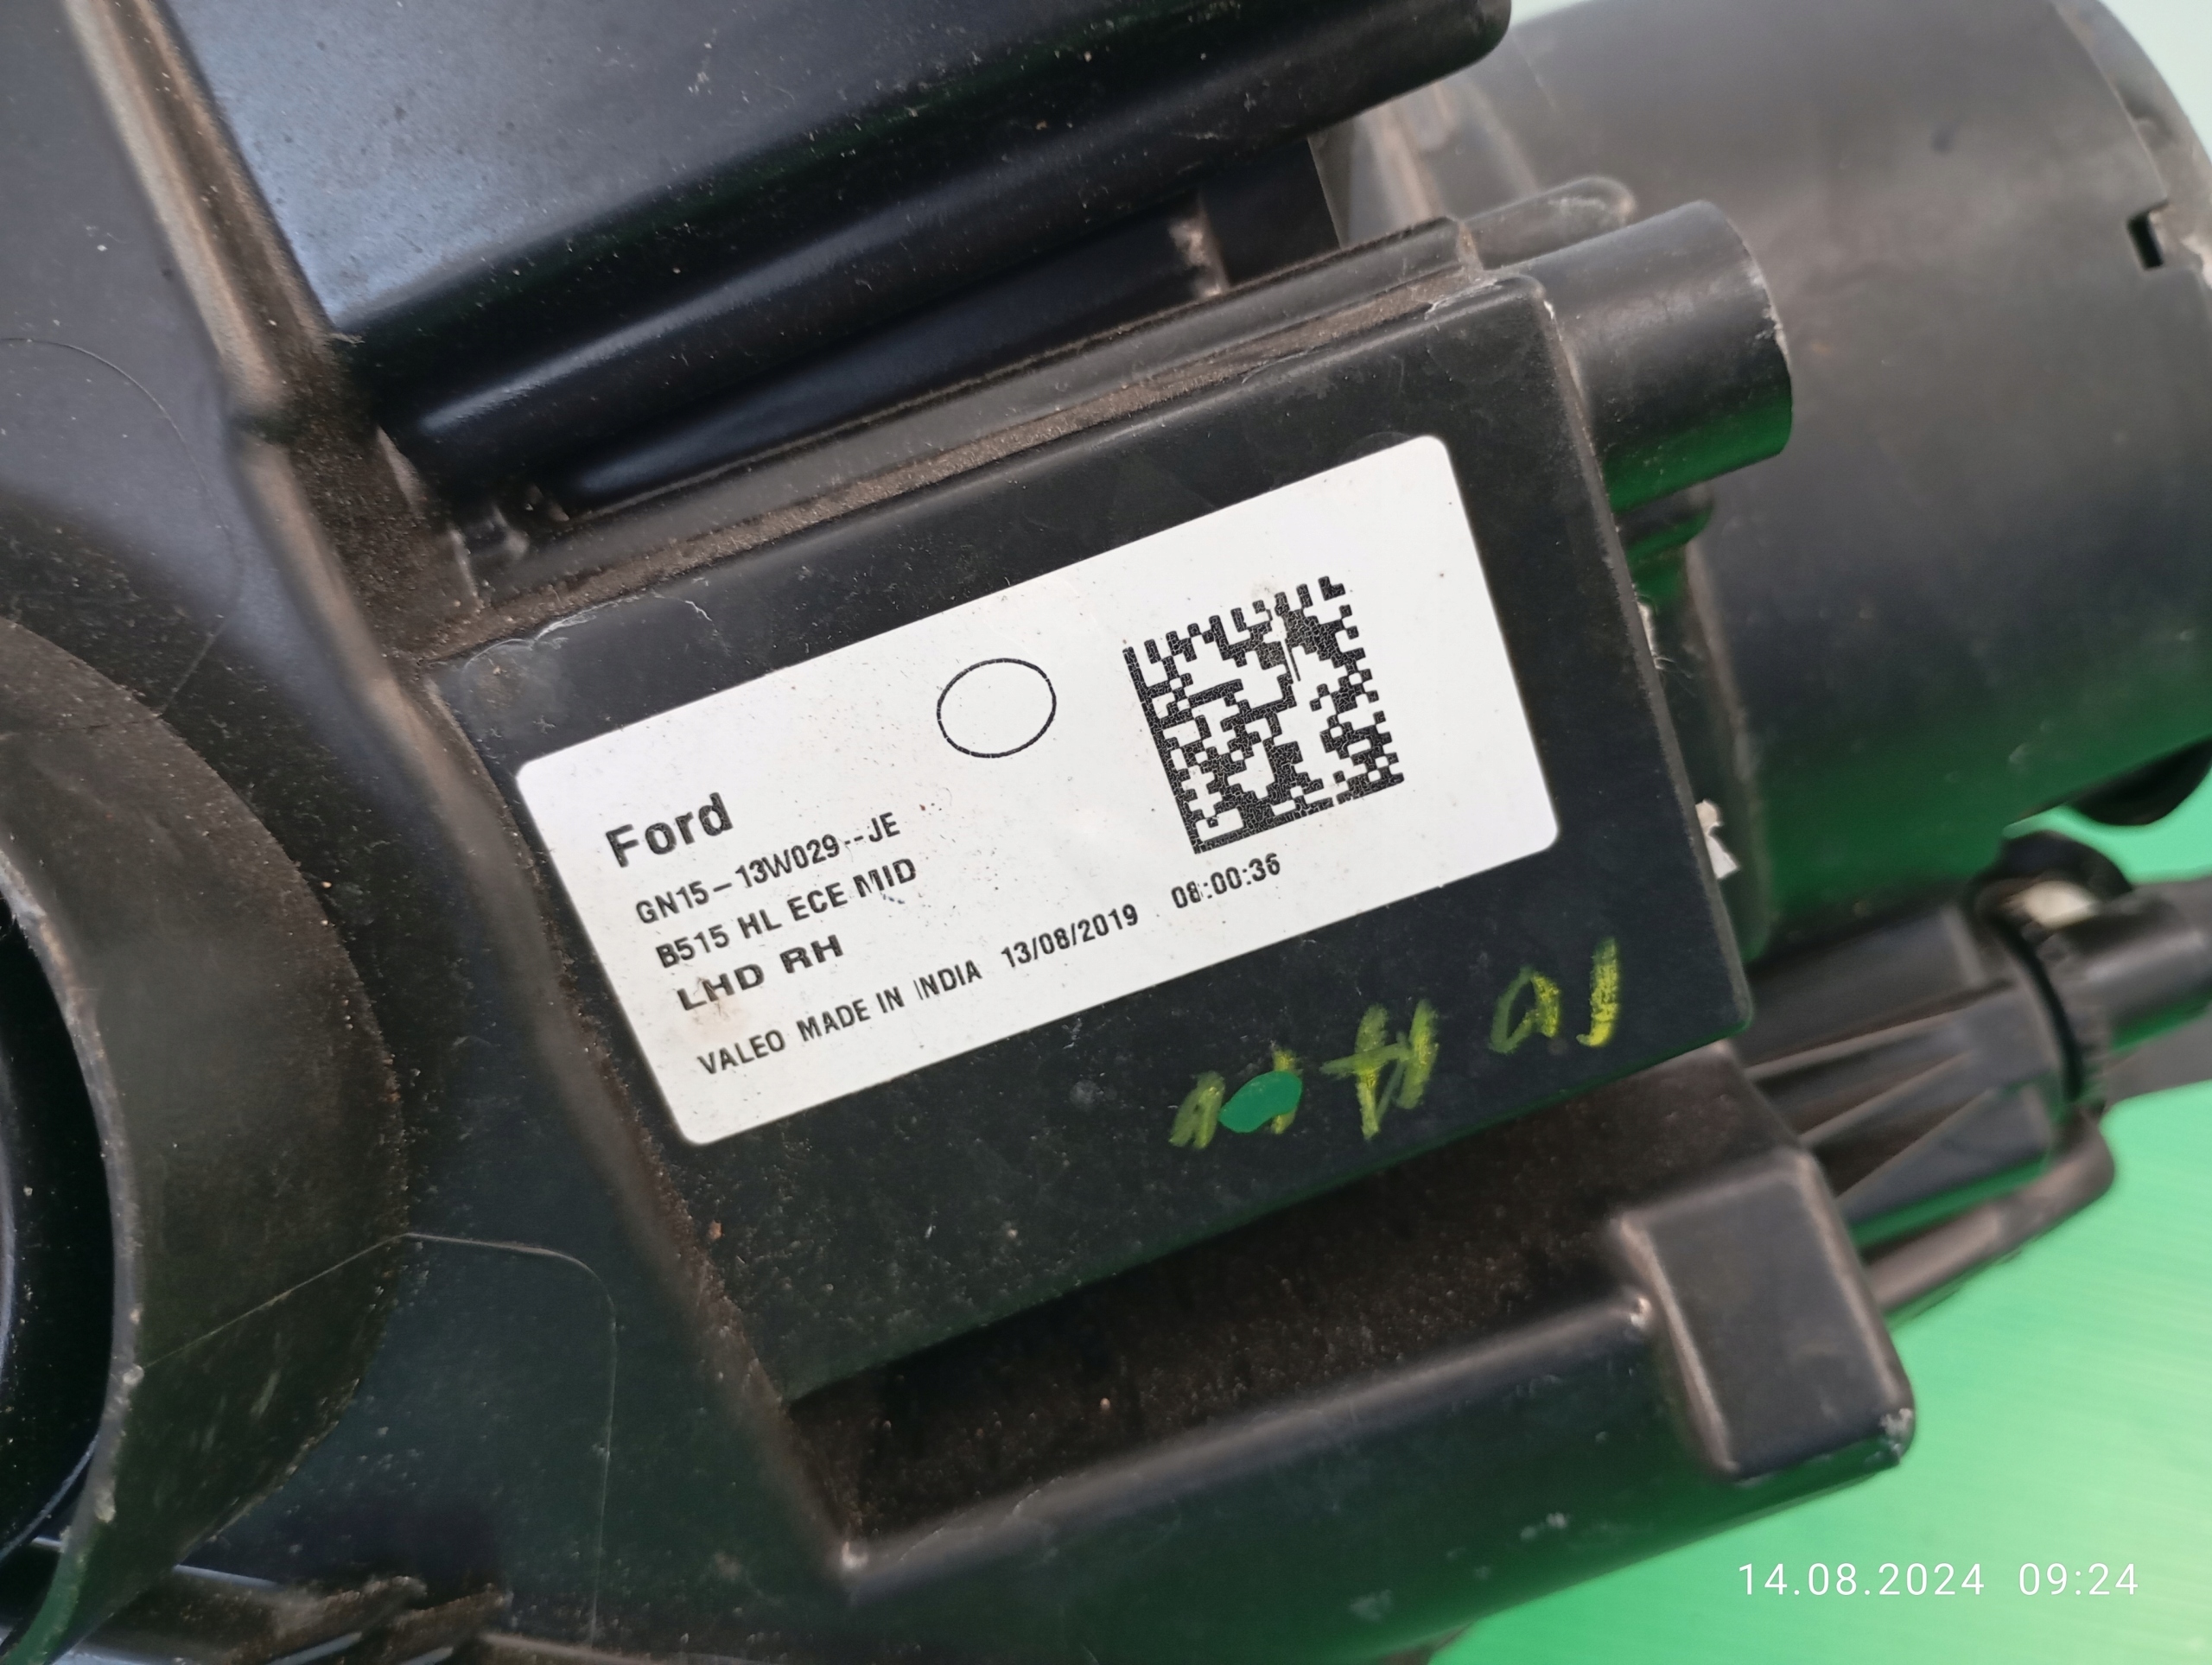 Ford
GN15-13W029--JE
B515 HL ECE MID
LHD RH
VALEO MADE IN INDIA 13/08/2019 08:00:36
14.08.2024 09:24